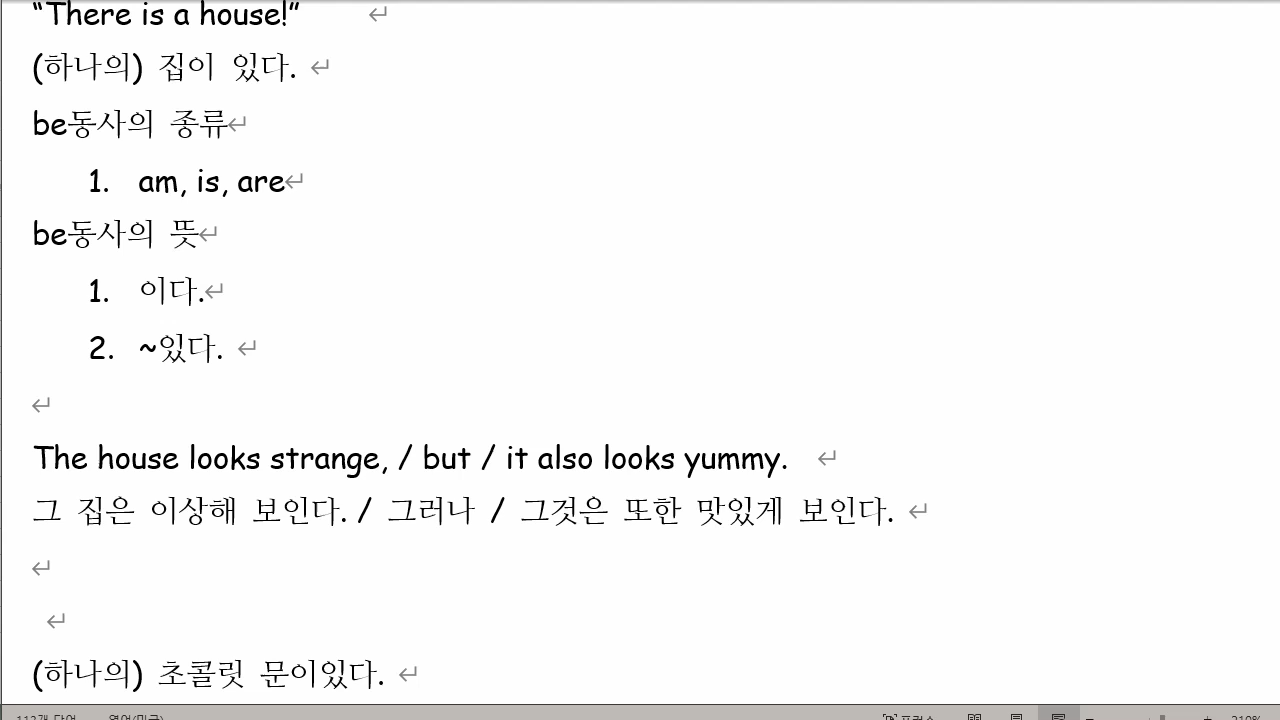 “There is a house!”
(하나의) 집이 있다.
be동사의 종류
1. am, is, are
be동사의 뜻
1. 이다.
2. ~있다.
The house looks strange, / but / it also looks yummy.
그 집은 이상해 보인다. / 그러나 / 그것은 또한 맛있게 보인다.
(하나의) 초콜릿 문이있다.